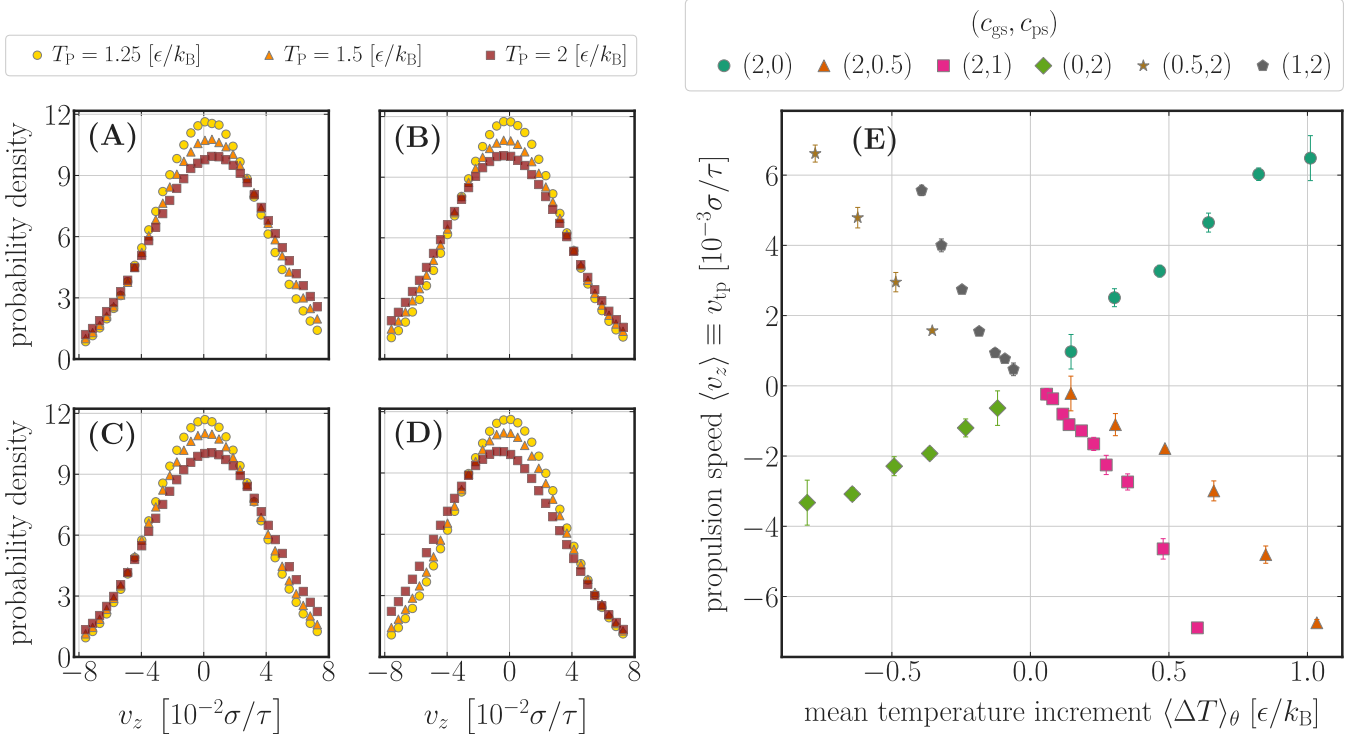 T_P = 1.25 [ϵ/k_B] T_P = 1.5 [ϵ/k_B] T_P = 2 [ϵ/k_B]
(A)
12
9
6
3
0
probability density
(B)
(C)
12
9
6
3
0
probability density
−8 −4 0 4 8
v_z [10^−2 σ/τ]
(D)
−8 −4 0 4 8
v_z [10^−2 σ/τ]
(c_gs, c_ps)
(2,0) (2,0.5) (2,1) (0,2) (0.5,2) (1,2)
(E)
6
4
2
0
−2
−4
−6
propulsion speed ⟨v_z⟩ ≡ v_tp [10^−3 σ/τ]
−0.5 0.0 0.5 1.0
mean temperature increment ⟨ΔT⟩_θ [ϵ/k_B]